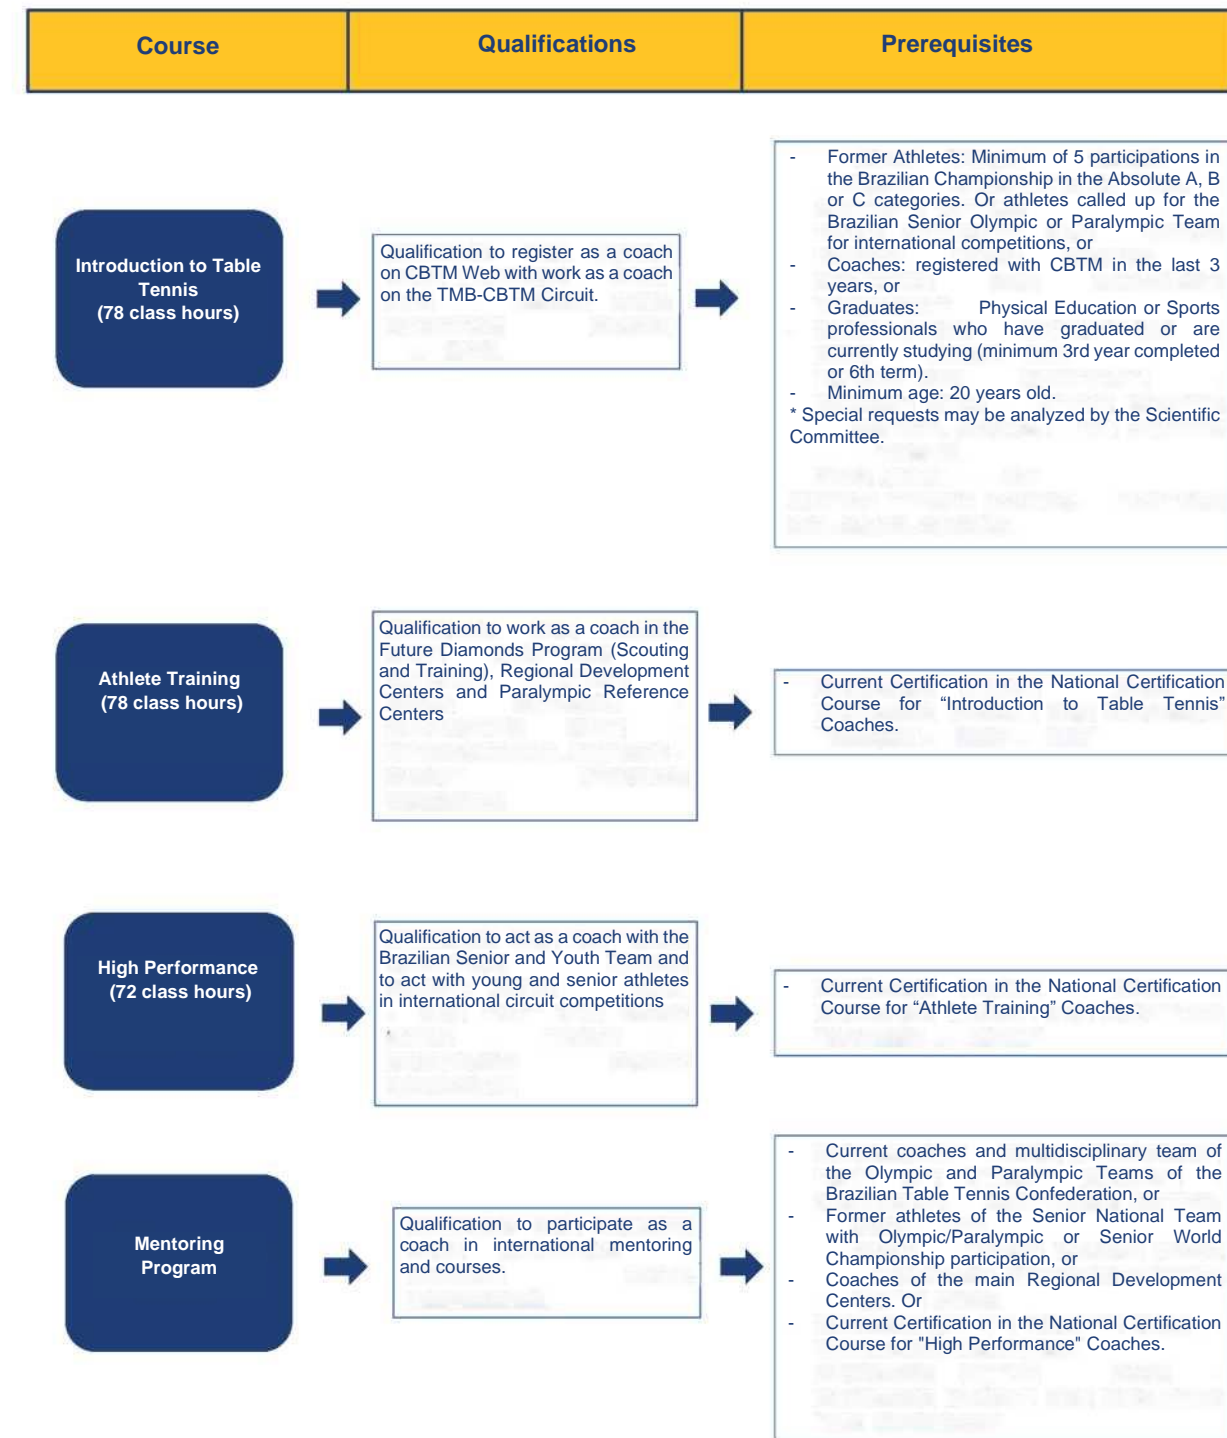 Course
Qualifications
Prerequisites
Introduction to Table
Tennis
(78 class hours)
Qualification to register as a coach
on CBTM Web with work as a coach
on the TMB-CBTM Circuit.
- Former Athletes: Minimum of 5 participations in
the Brazilian Championship in the Absolute A, B
or C categories. Or athletes called up for the
Brazilian Senior Olympic or Paralympic Team
for international competitions, or
- Coaches: registered with CBTM in the last 3
years, or
- Graduates: Physical Education or Sports
professionals who have graduated or are
currently studying (minimum 3rd year completed
or 6th term).
- Minimum age: 20 years old.
* Special requests may be analyzed by the Scientific
Committee.
Athlete Training
(78 class hours)
Qualification to work as a coach in the
Future Diamonds Program (Scouting
and Training), Regional Development
Centers and Paralympic Reference
Centers
- Current Certification in the National Certification
Course for “Introduction to Table Tennis”
Coaches.
High Performance
(72 class hours)
Qualification to act as a coach with the
Brazilian Senior and Youth Team and
to act with young and senior athletes
in international circuit competitions
- Current Certification in the National Certification
Course for “Athlete Training” Coaches.
Mentoring
Program
Qualification to participate as a
coach in international mentoring
and courses.
- Current coaches and multidisciplinary team of
the Olympic and Paralympic Teams of the
Brazilian Table Tennis Confederation, or
- Former athletes of the Senior National Team
with Olympic/Paralympic or Senior World
Championship participation, or
- Coaches of the main Regional Development
Centers. Or
- Current Certification in the National Certification
Course for "High Performance" Coaches.